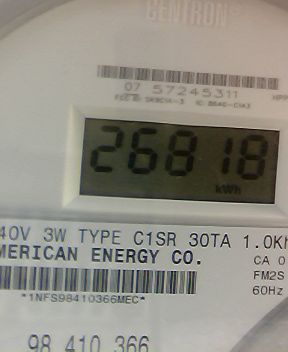 CENTRON
07 57245311
26818
kWh
40V 3W TYPE C1SR 30TA 1.0Kh
MERICAN ENERGY CO.
CA 0
FM2S
60Hz
*1NFS98410366MEC*
98 410 366